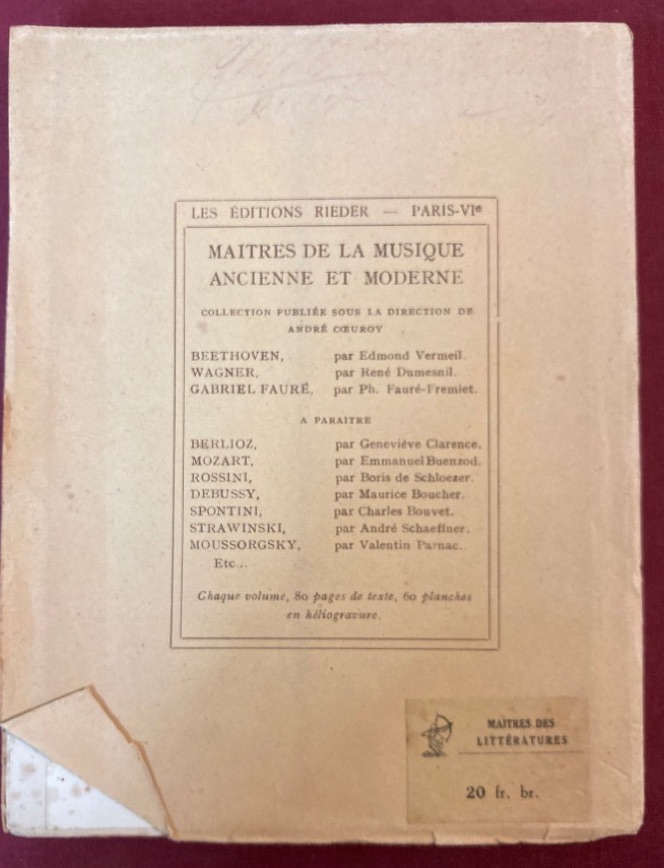 LES ÉDITIONS RIEDER — PARIS-VIe
MAITRES DE LA MUSIQUE
ANCIENNE ET MODERNE
COLLECTION PUBLIÉE SOUS LA DIRECTION DE
ANDRÉ CŒUROY
BEETHOVEN, par Edmond Vermeil.
WAGNER, par René Dumesnil.
GABRIEL FAURÉ, par Ph. Fauré-Fremiet.
A PARAITRE
BERLIOZ, par Geneviève Clarence.
MOZART, par Emmanuel Buenzod.
ROSSINI, par Boris de Schloezer.
DEBUSSY, par Maurice Boucher.
SPONTINI, par Charles Bouvet.
STRAWINSKI, par André Schaeffner.
MOUSSORGSKY, par Valentin Parnac.
Etc...
Chaque volume, 80 pages de texte, 60 planches
en héliogravure.
MAITRES DES
LITTÉRATURES
20 fr. br.